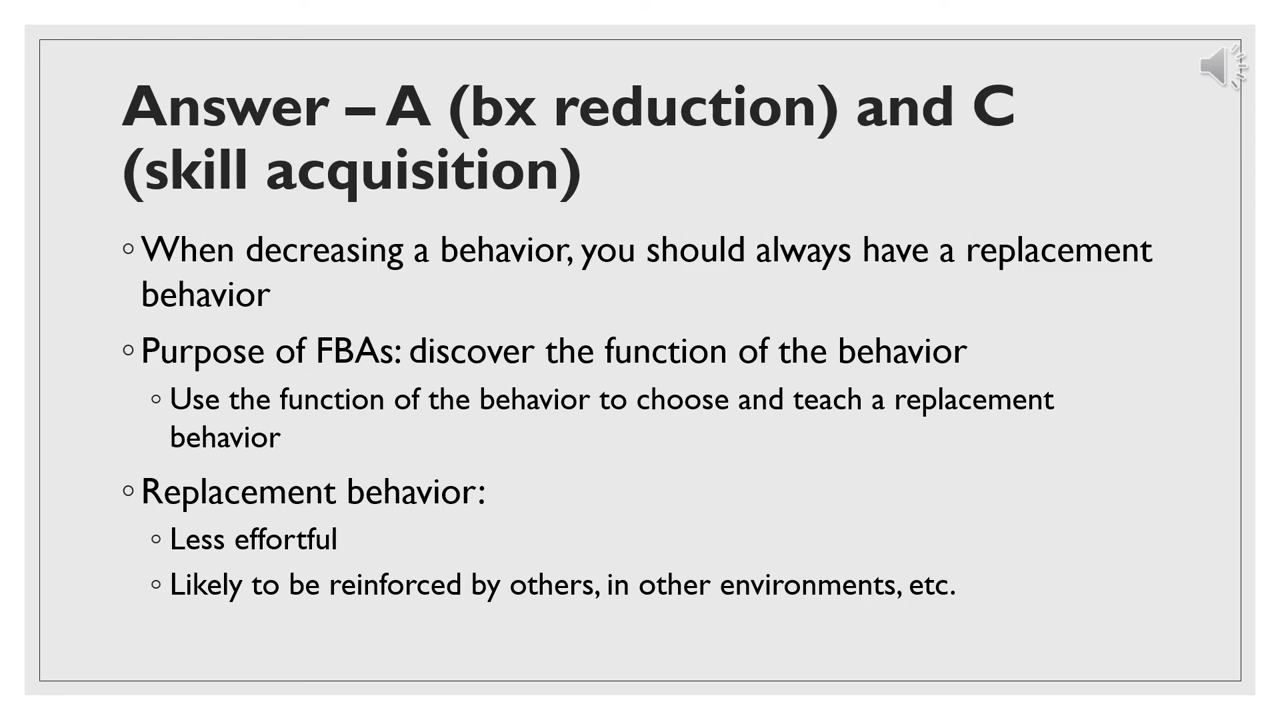 Answer – A (bx reduction) and C
(skill acquisition)
◦ When decreasing a behavior, you should always have a replacement
behavior
◦ Purpose of FBAs: discover the function of the behavior
◦ Use the function of the behavior to choose and teach a replacement
behavior
◦ Replacement behavior:
◦ Less effortful
◦ Likely to be reinforced by others, in other environments, etc.